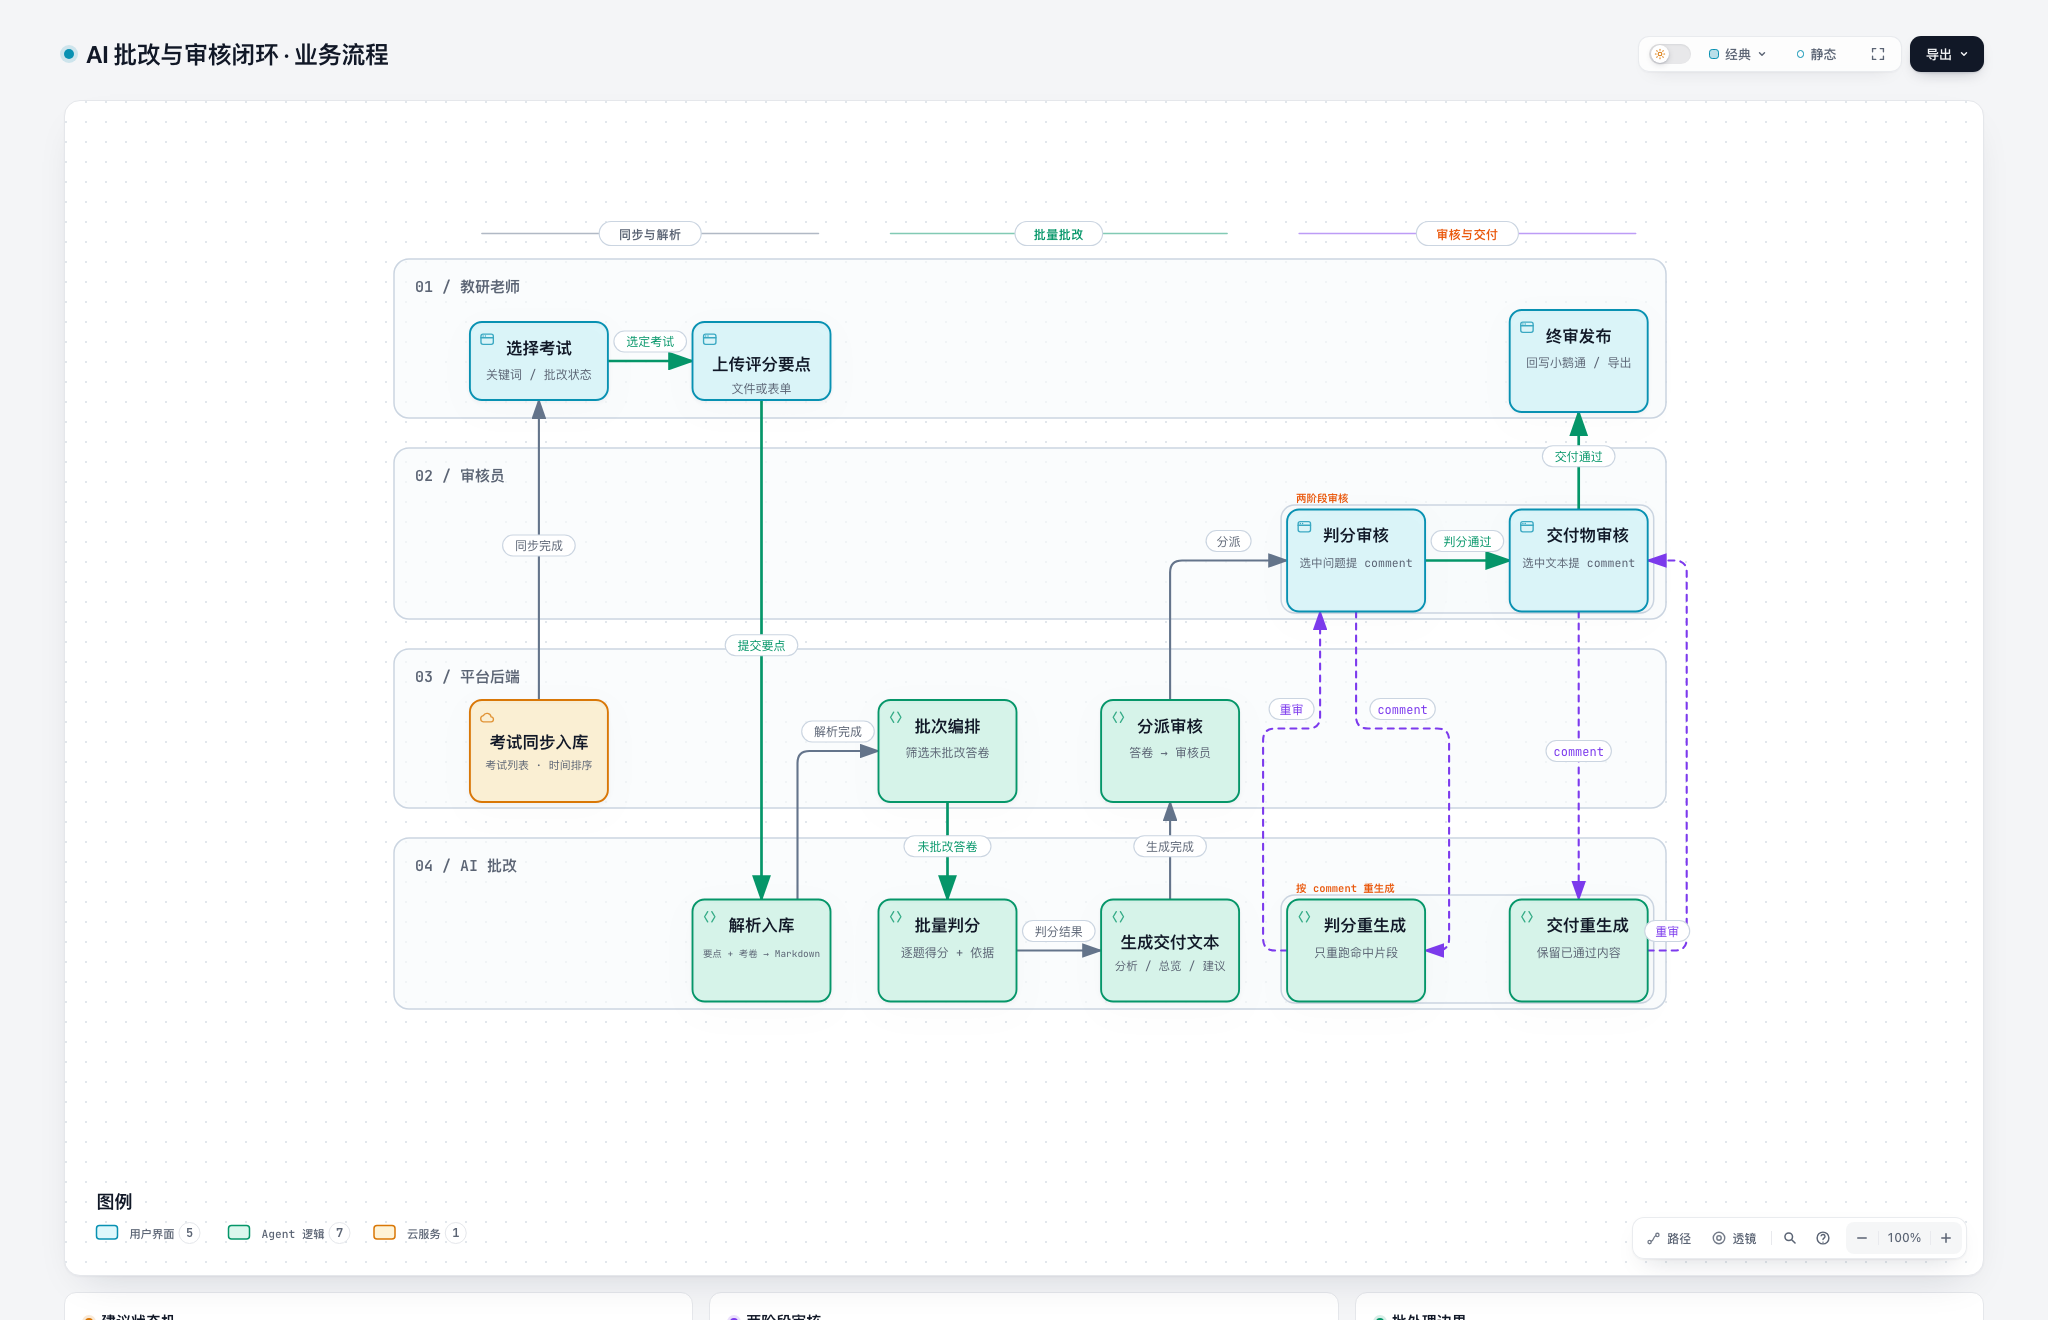 AI 批改与审核闭环 · 业务流程
经典
静态
导出
同步与解析
批量批改
审核与交付
01 / 教研老师
选择考试
关键词 / 批改状态
选定考试
上传评分要点
文件或表单
终审发布
回写小鹅通 / 导出
交付通过
02 / 审核员
同步完成
两阶段审核
分派
判分审核
选中问题提 comment
判分通过
交付物审核
选中文本提 comment
提交要点
03 / 平台后端
考试同步入库
考试列表 · 时间排序
解析完成
批次编排
筛选未批改答卷
分派审核
答卷 → 审核员
重审
comment
comment
未批改答卷
生成完成
04 / AI 批改
按 comment 重生成
解析入库
要点 + 考卷 → Markdown
批量判分
逐题得分 + 依据
判分结果
生成交付文本
分析 / 总览 / 建议
判分重生成
只重跑命中片段
交付重生成
保留已通过内容
重审
图例
用户界面 5
Agent 逻辑 7
云服务 1
路径
透镜
100%
两阶段审核